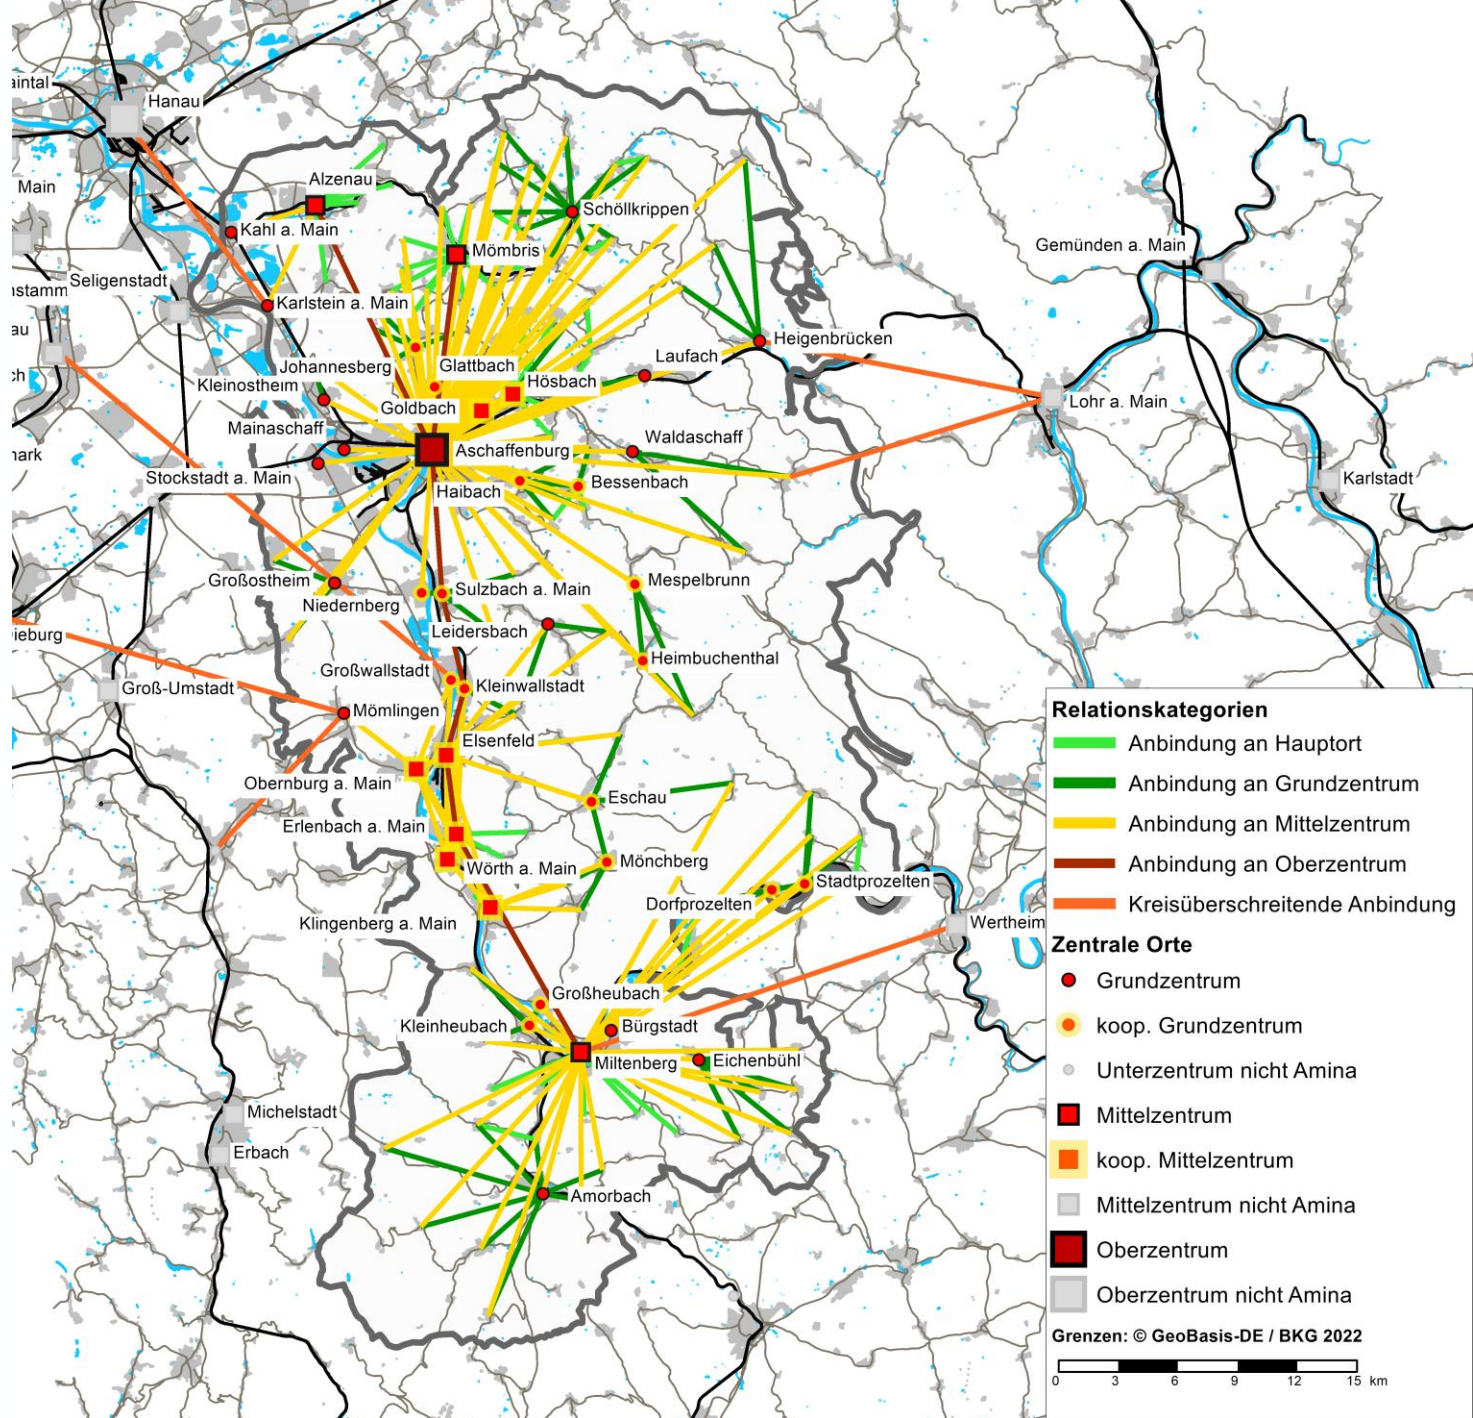 aintal
Hanau
Main
Alzenau
Schöllkrippen
Kahl a. Main
Mömbris
Gemünden a. Main
Seligenstadt
nstamm
Karlstein a. Main
au
Heigenbrücken
Johannesberg
Glattbach
Laufach
ch
Kleinostheim
Hösbach
Goldbach
Lohr a. Main
Mainaschaff
Waldaschaff
nark
Aschaffenburg
Stockstadt a. Main
Bessenbach
Karlstadt
Haibach
Großostheim
Mespelbrunn
Niedernberg
Sulzbach a. Main
ieburg
Leidersbach
Heimbuchenthal
Großwallstadt
Groß-Umstadt
Kleinwallstadt
Mömlingen
Elsenfeld
Obernburg a. Main
Eschau
Erlenbach a. Main
Mönchberg
Wörth a. Main
Stadtprozelten
Dorfprozelten
Klingenberg a. Main
Wertheim
Großheubach
Kleinheubach
Bürgstadt
Miltenberg
Eichenbühl
Michelstadt
Erbach
Amorbach
Relationskategorien
Anbindung an Hauptort
Anbindung an Grundzentrum
Anbindung an Mittelzentrum
Anbindung an Oberzentrum
Kreisüberschreitende Anbindung
Zentrale Orte
Grundzentrum
koop. Grundzentrum
Unterzentrum nicht Amina
Mittelzentrum
koop. Mittelzentrum
Mittelzentrum nicht Amina
Oberzentrum
Oberzentrum nicht Amina
Grenzen: © GeoBasis-DE / BKG 2022
0 3 6 9 12 15 km